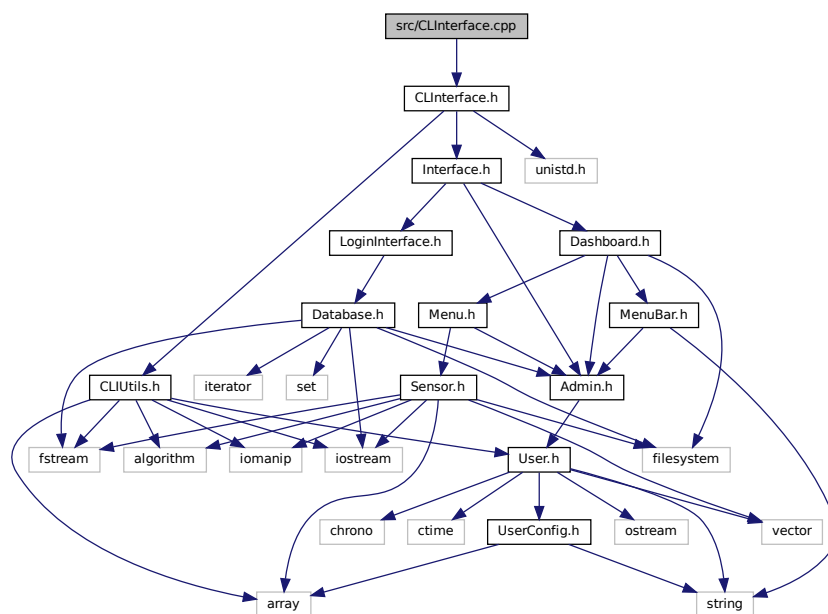 src/CLInterface.cpp
CLInterface.h
Interface.h
unistd.h
LoginInterface.h
Dashboard.h
Database.h
Menu.h
MenuBar.h
CLIUtils.h
iterator
set
Sensor.h
Admin.h
fstream
algorithm
iomanip
iostream
User.h
filesystem
chrono
ctime
UserConfig.h
ostream
vector
array
string